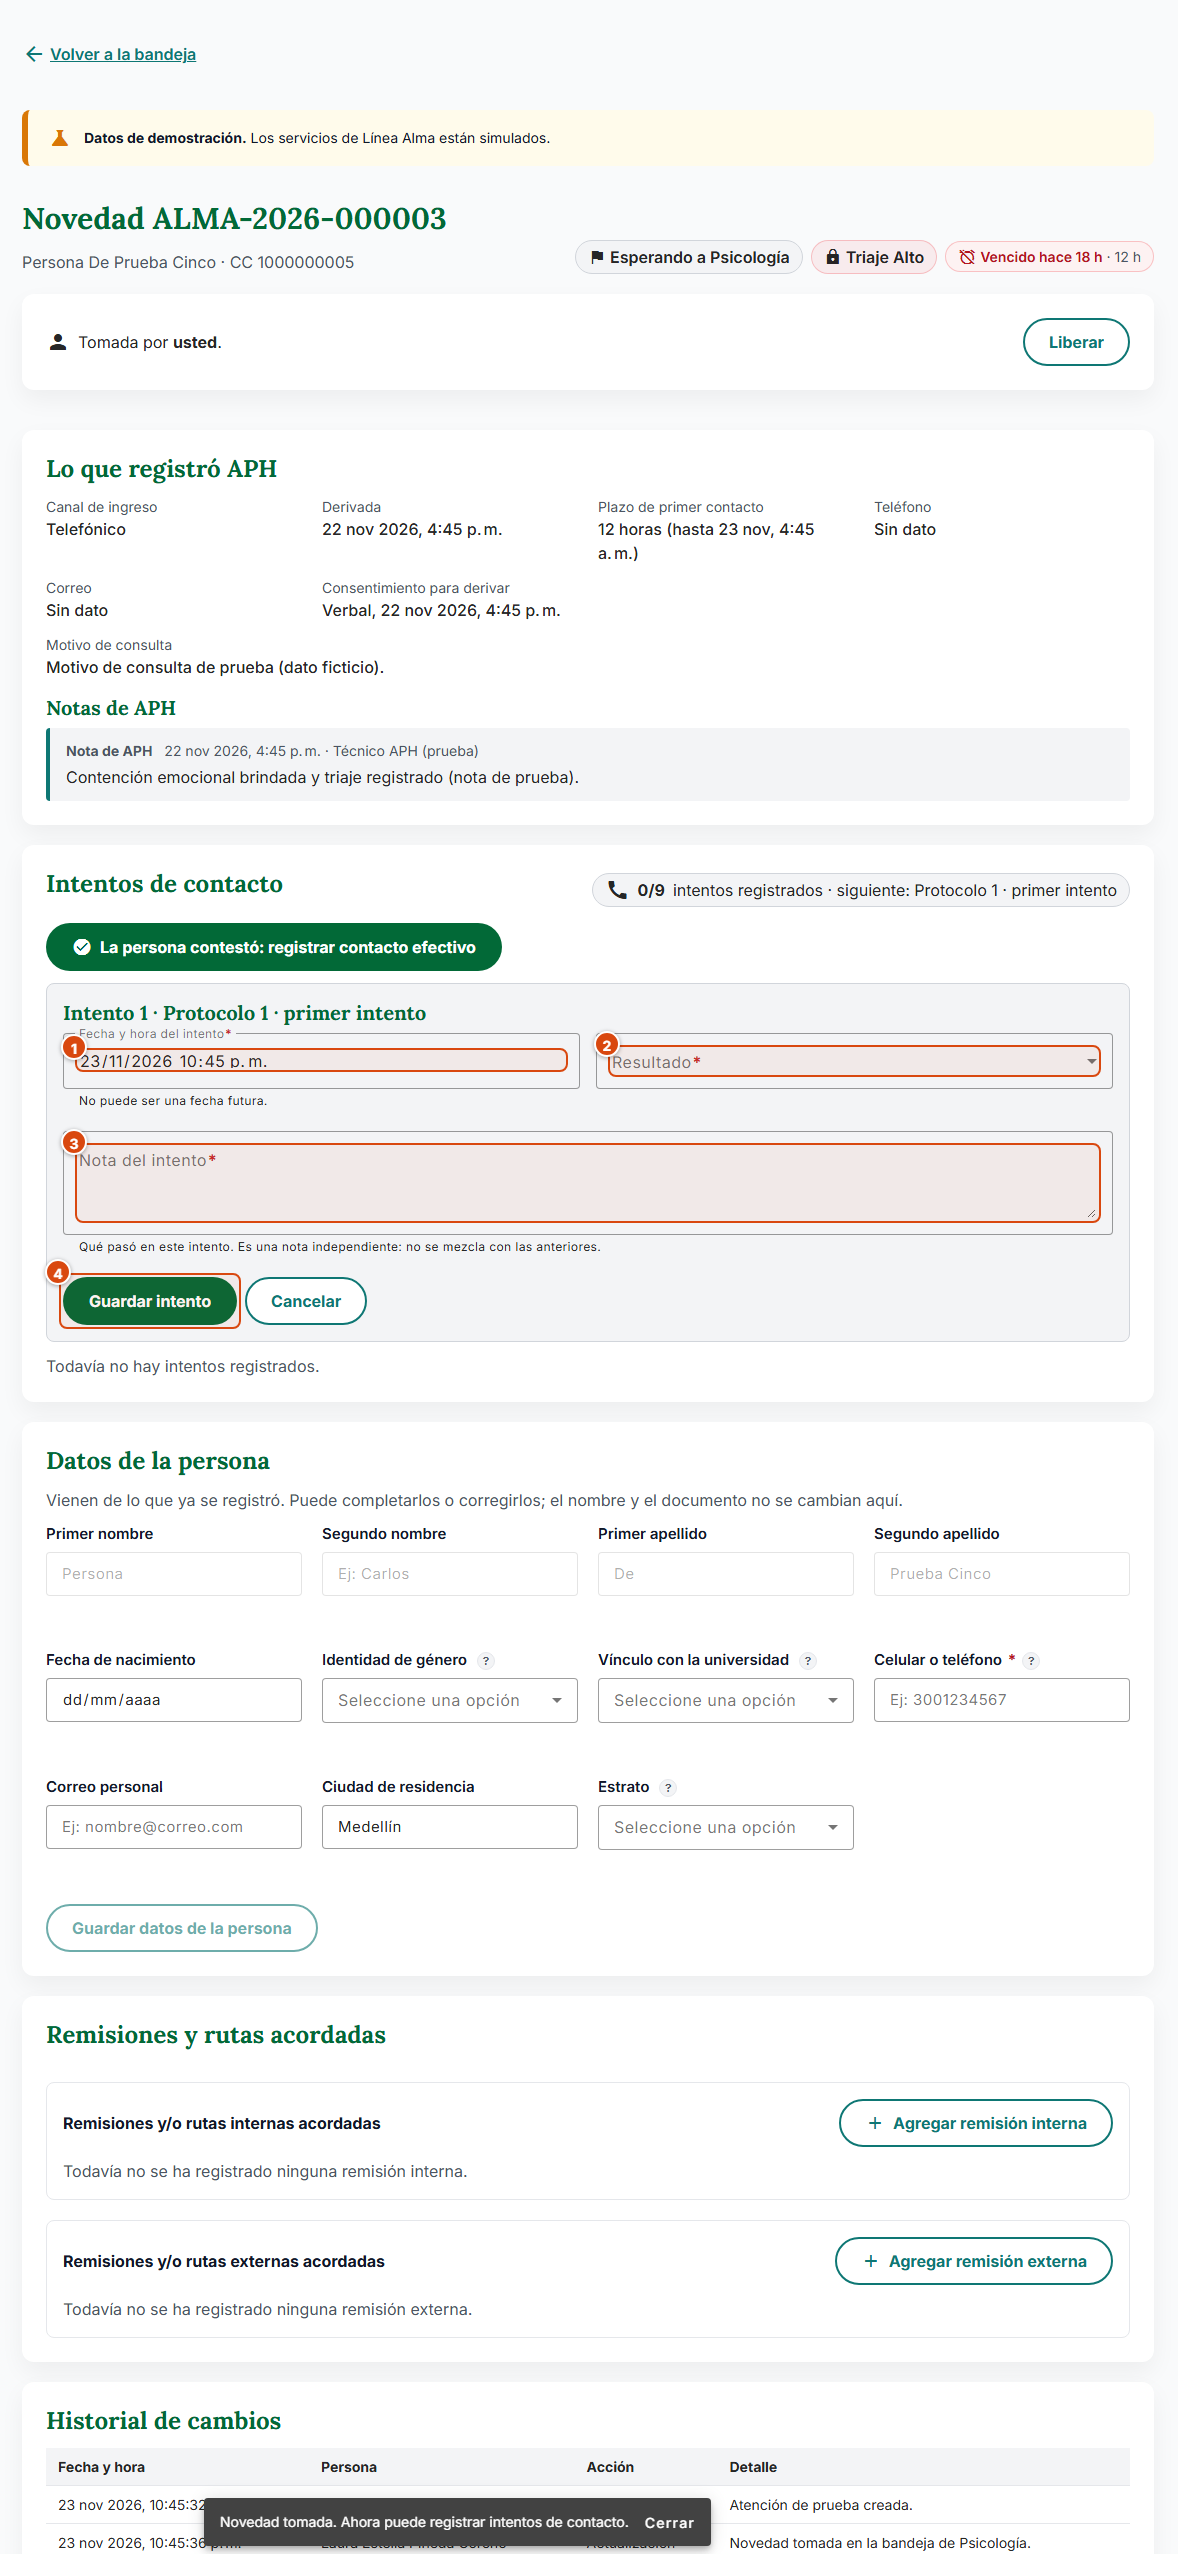 Volver a la bandeja
Datos de demostración. Los servicios de Línea Alma están simulados.
Novedad ALMA-2026-000003
Persona De Prueba Cinco · CC 1000000005
Esperando a Psicología
Triaje Alto
Vencido hace 18 h · 12 h
Tomada por usted.
Liberar
Lo que registró APH
Canal de ingreso
Telefónico
Derivada
22 nov 2026, 4:45 p. m.
Plazo de primer contacto
12 horas (hasta 23 nov, 4:45
a. m.)
Teléfono
Sin dato
Correo
Sin dato
Consentimiento para derivar
Verbal, 22 nov 2026, 4:45 p. m.
Motivo de consulta
Motivo de consulta de prueba (dato ficticio).
Notas de APH
Nota de APH 22 nov 2026, 4:45 p. m. · Técnico APH (prueba)
Contención emocional brindada y triaje registrado (nota de prueba).
Intentos de contacto
0/9 intentos registrados · siguiente: Protocolo 1 · primer intento
La persona contestó: registrar contacto efectivo
Intento 1 · Protocolo 1 · primer intento
Fecha y hora del intento*
1
23/11/2026 10:45 p. m.
No puede ser una fecha futura.
2
Resultado*
3
Nota del intento*
Qué pasó en este intento. Es una nota independiente: no se mezcla con las anteriores.
4
Guardar intento
Cancelar
Todavía no hay intentos registrados.
Datos de la persona
Vienen de lo que ya se registró. Puede completarlos o corregirlos; el nombre y el documento no se cambian aquí.
Primer nombre
Persona
Segundo nombre
Ej: Carlos
Primer apellido
De
Segundo apellido
Prueba Cinco
Fecha de nacimiento
dd/mm/aaaa
Identidad de género ?
Seleccione una opción
Vínculo con la universidad ?
Seleccione una opción
Celular o teléfono * ?
Ej: 3001234567
Correo personal
Ej: nombre@correo.com
Ciudad de residencia
Medellín
Estrato ?
Seleccione una opción
Guardar datos de la persona
Remisiones y rutas acordadas
Remisiones y/o rutas internas acordadas
+ Agregar remisión interna
Todavía no se ha registrado ninguna remisión interna.
Remisiones y/o rutas externas acordadas
+ Agregar remisión externa
Todavía no se ha registrado ninguna remisión externa.
Historial de cambios
Fecha y hora Persona Acción Detalle
23 nov 2026, 10:45:32 Atención de prueba creada.
Novedad tomada. Ahora puede registrar intentos de contacto. Cerrar
23 nov 2026, 10:45:36 Novedad tomada en la bandeja de Psicología.